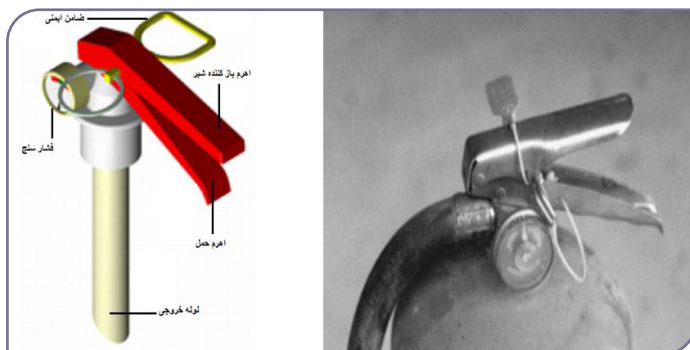 ضامن ایمنی
اهرم باز کننده شیر
فشار سنج
اهرم حمل
لوله خروجی